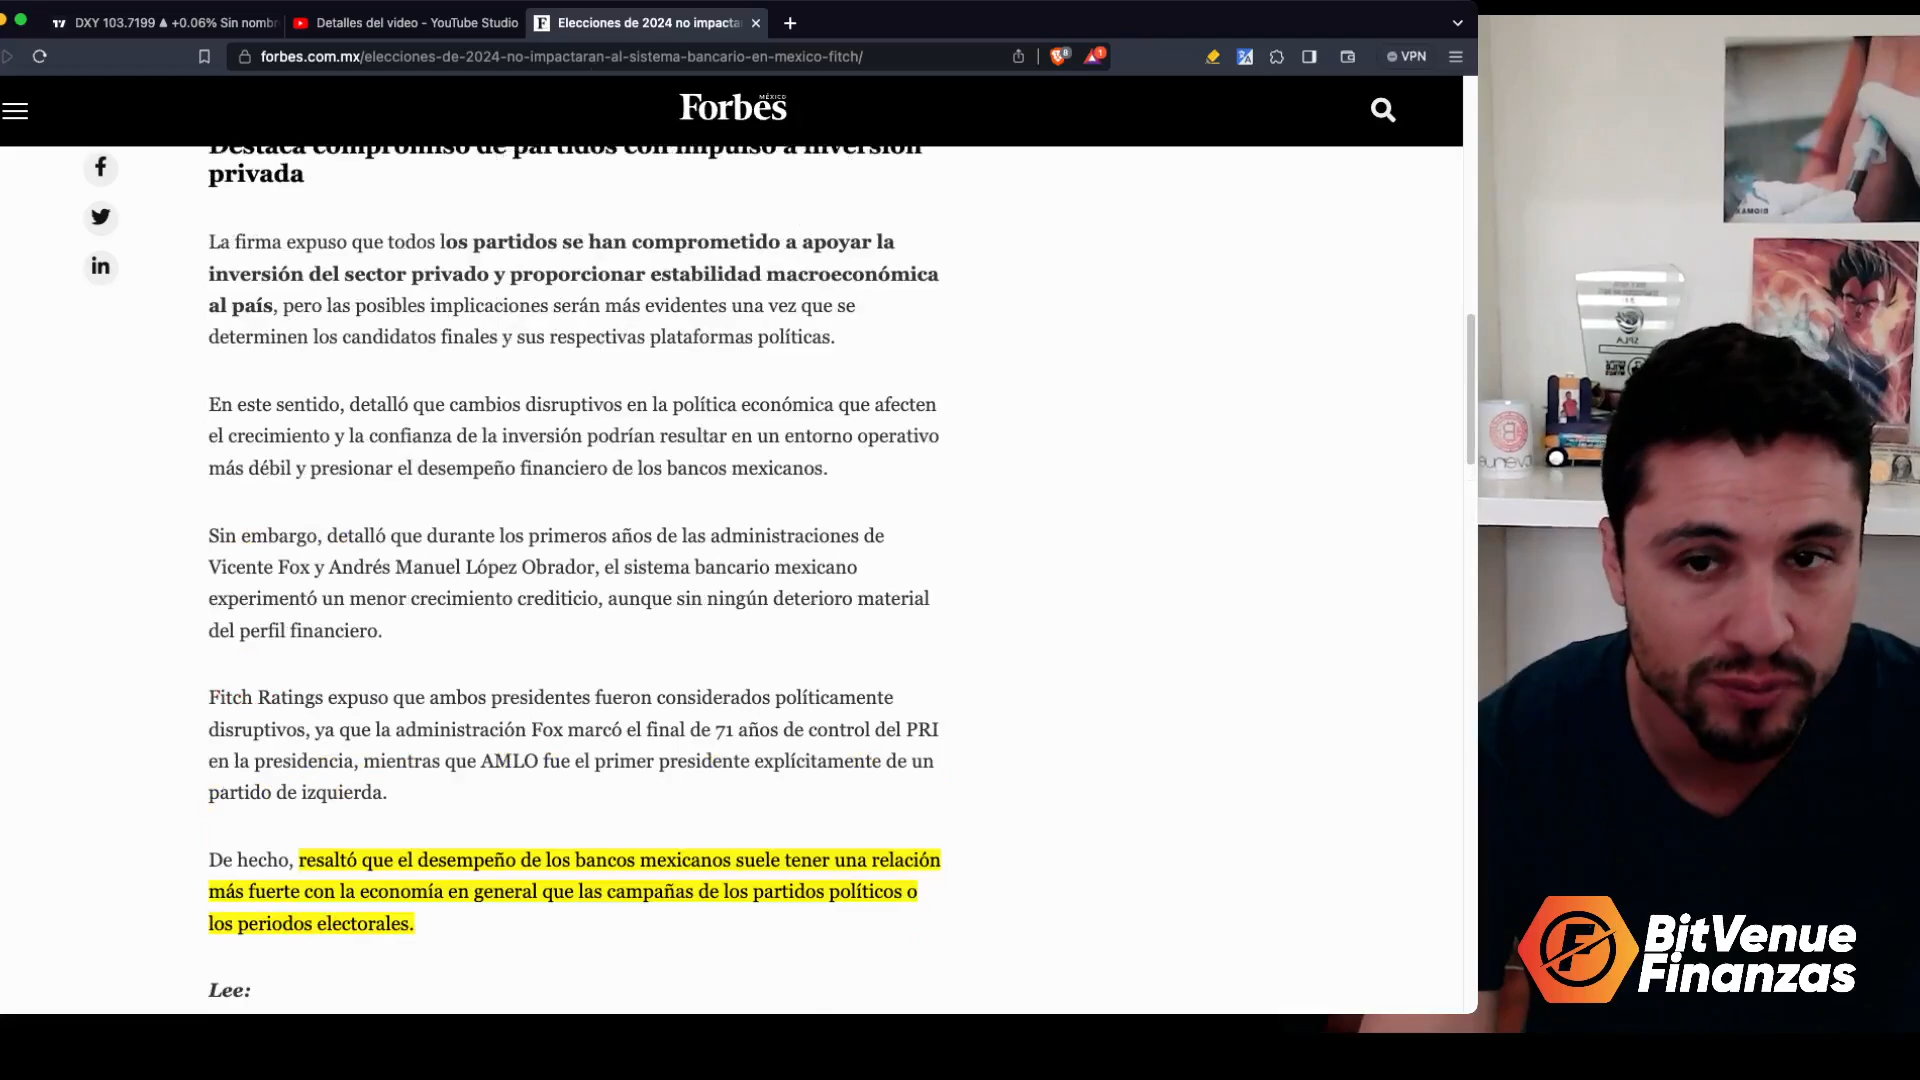 DXY 103.7199 ▲ +0.06% Sin nombr
Detalles del video - YouTube Studio
Elecciones de 2024 no impacta
forbes.com.mx/elecciones-de-2024-no-impactaran-al-sistema-bancario-en-mexico-fitch/
8
1
VPN
MÉXICO
Forbes
Destaca compromiso de partidos con impulso a inversión
privada
La firma expuso que todos los partidos se han comprometido a apoyar la
inversión del sector privado y proporcionar estabilidad macroeconómica
al país, pero las posibles implicaciones serán más evidentes una vez que se
determinen los candidatos finales y sus respectivas plataformas políticas.
En este sentido, detalló que cambios disruptivos en la política económica que afecten
el crecimiento y la confianza de la inversión podrían resultar en un entorno operativo
más débil y presionar el desempeño financiero de los bancos mexicanos.
Sin embargo, detalló que durante los primeros años de las administraciones de
Vicente Fox y Andrés Manuel López Obrador, el sistema bancario mexicano
experimentó un menor crecimiento crediticio, aunque sin ningún deterioro material
del perfil financiero.
Fitch Ratings expuso que ambos presidentes fueron considerados políticamente
disruptivos, ya que la administración Fox marcó el final de 71 años de control del PRI
en la presidencia, mientras que AMLO fue el primer presidente explícitamente de un
partido de izquierda.
De hecho, resaltó que el desempeño de los bancos mexicanos suele tener una relación
más fuerte con la economía en general que las campañas de los partidos políticos o
los periodos electorales.
Lee:
BitVenue
Finanzas